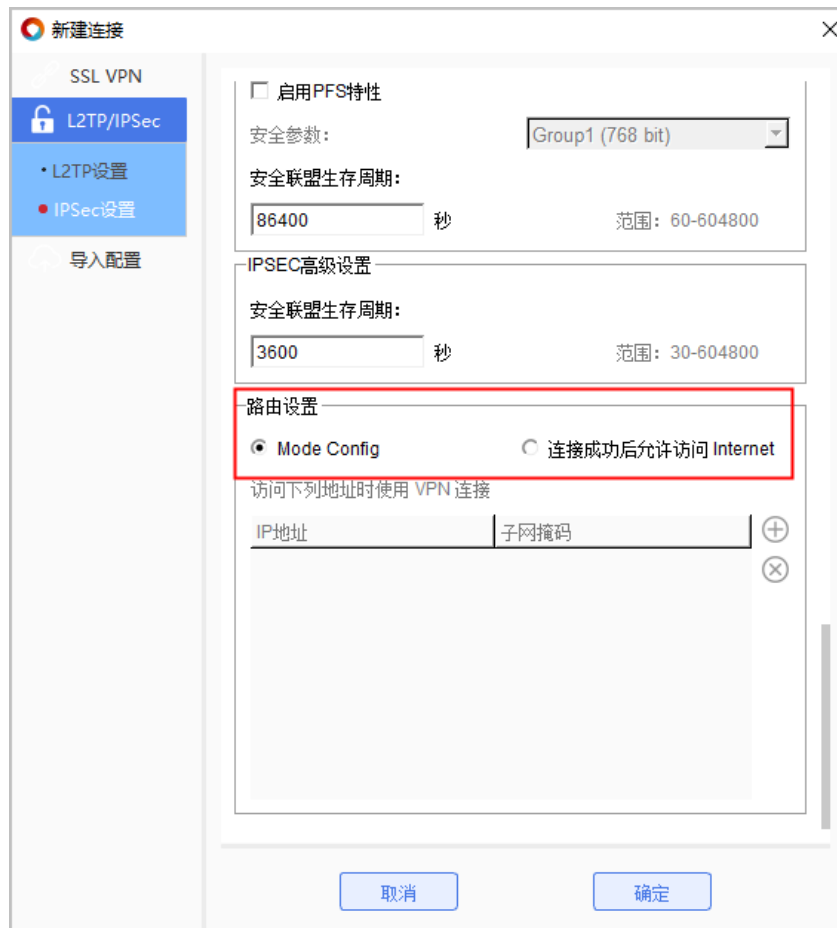 新建连接
SSL VPN
L2TP/IPSec
L2TP设置
IPSec设置
导入配置
启用PFS特性
安全参数: Group1 (768 bit)
安全联盟生存周期:
86400 秒 范围: 60-604800
IPSEC高级设置
安全联盟生存周期:
3600 秒 范围: 30-604800
路由设置
Mode Config 连接成功后允许访问 Internet
访问下列地址时使用 VPN 连接
IP地址 子网掩码
取消 确定